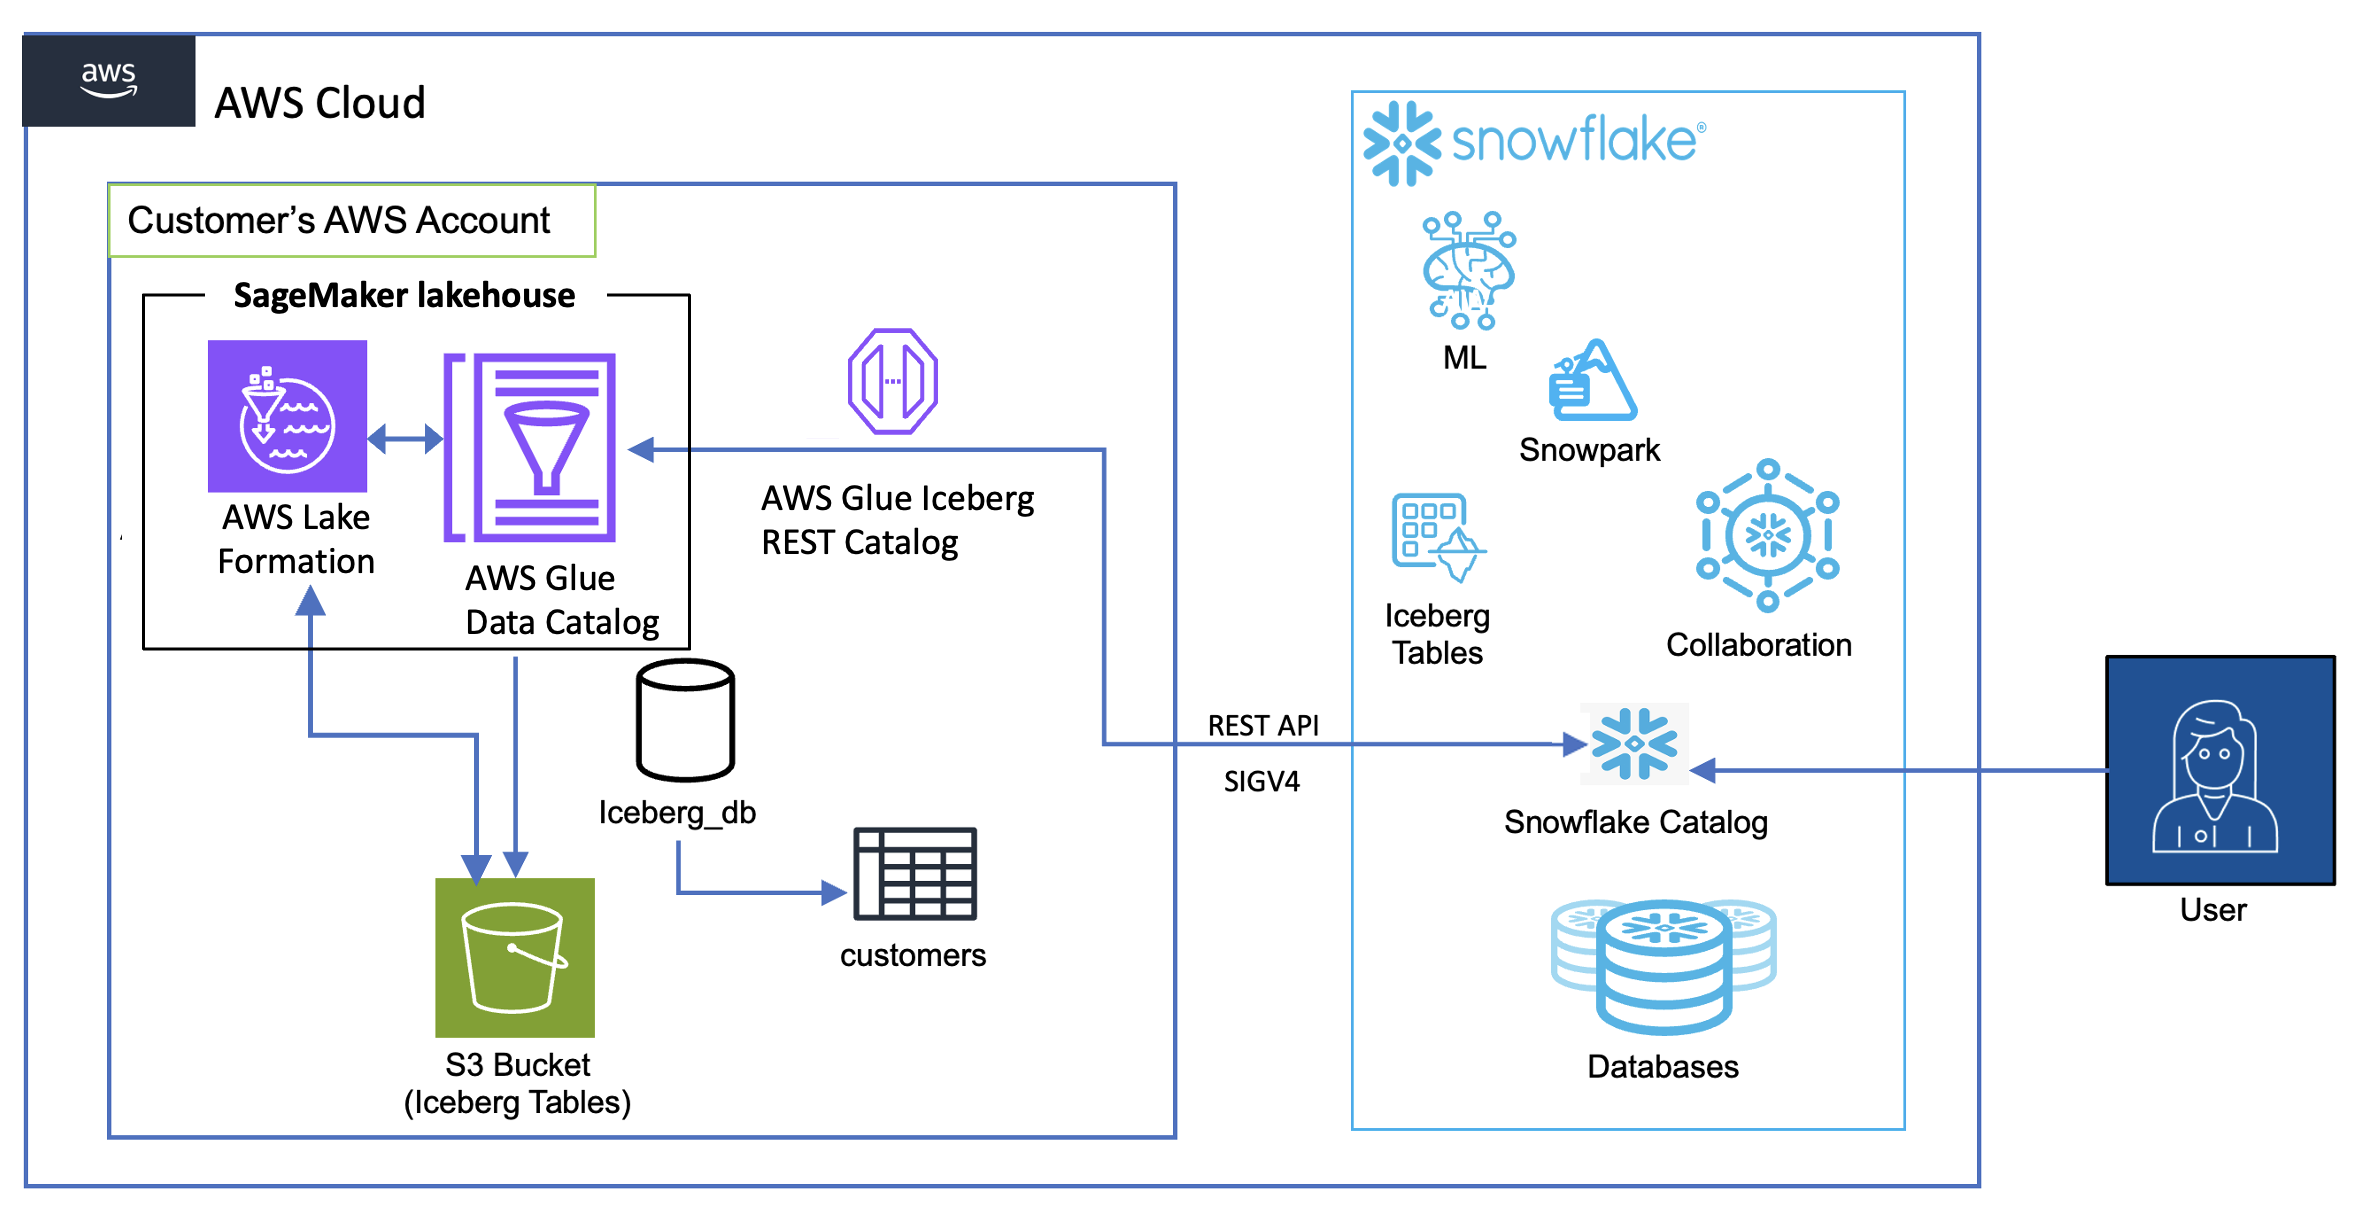 aws
AWS Cloud
Customer's AWS Account
SageMaker lakehouse
AWS Lake
Formation
AWS Glue
Data Catalog
AWS Glue Iceberg
REST Catalog
Iceberg_db
customers
S3 Bucket
(Iceberg Tables)
REST API
SIGV4
snowflake®
ML
Snowpark
Iceberg
Tables
Collaboration
Snowflake Catalog
Databases
User